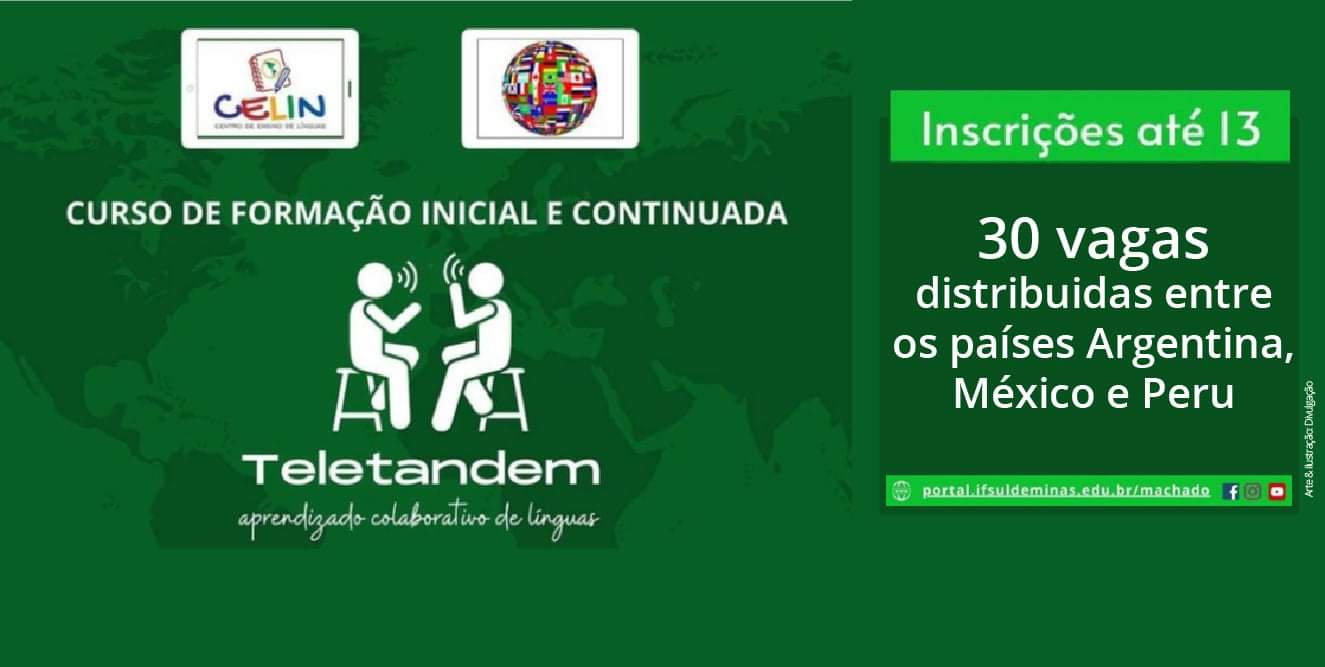 CELIN
CENTRO DE ENSINO DE LÍNGUAS
CURSO DE FORMAÇÃO INICIAL E CONTINUADA
Teletandem
aprendizado colaborativo de línguas
Inscrições até 13
30 vagas
distribuidas entre
os países Argentina,
México e Peru
portal.ifsuldeminas.edu.br/machado
Arte & ilustração: Divulgação